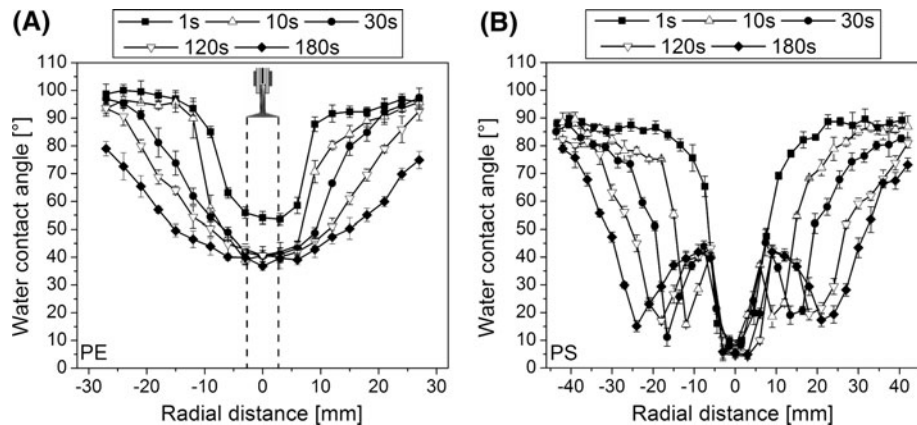 (A)
1s 10s 30s
120s 180s
Water contact angle [°]
110
100
90
80
70
60
50
40
30
20
10
0
PE
-30 -20 -10 0 10 20 30
Radial distance [mm]
(B)
1s 10s 30s
120s 180s
Water contact angle [°]
110
100
90
80
70
60
50
40
30
20
10
0
PS
-40 -30 -20 -10 0 10 20 30 40
Radial distance [mm]